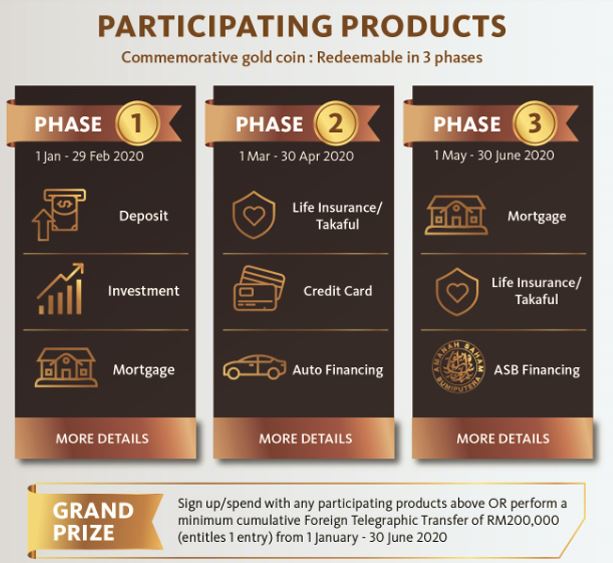 PARTICIPATING PRODUCTS
Commemorative gold coin : Redeemable in 3 phases
PHASE 1
1 Jan - 29 Feb 2020
Deposit
Investment
Mortgage
MORE DETAILS
PHASE 2
1 Mar - 30 Apr 2020
Life Insurance/
Takaful
Credit Card
Auto Financing
MORE DETAILS
PHASE 3
1 May - 30 June 2020
Mortgage
Life Insurance/
Takaful
AMANAH SAHAM
BUMIPUTERA
ASB Financing
MORE DETAILS
GRAND
PRIZE
Sign up/spend with any participating products above OR perform a
minimum cumulative Foreign Telegraphic Transfer of RM200,000
(entitles 1 entry) from 1 January - 30 June 2020